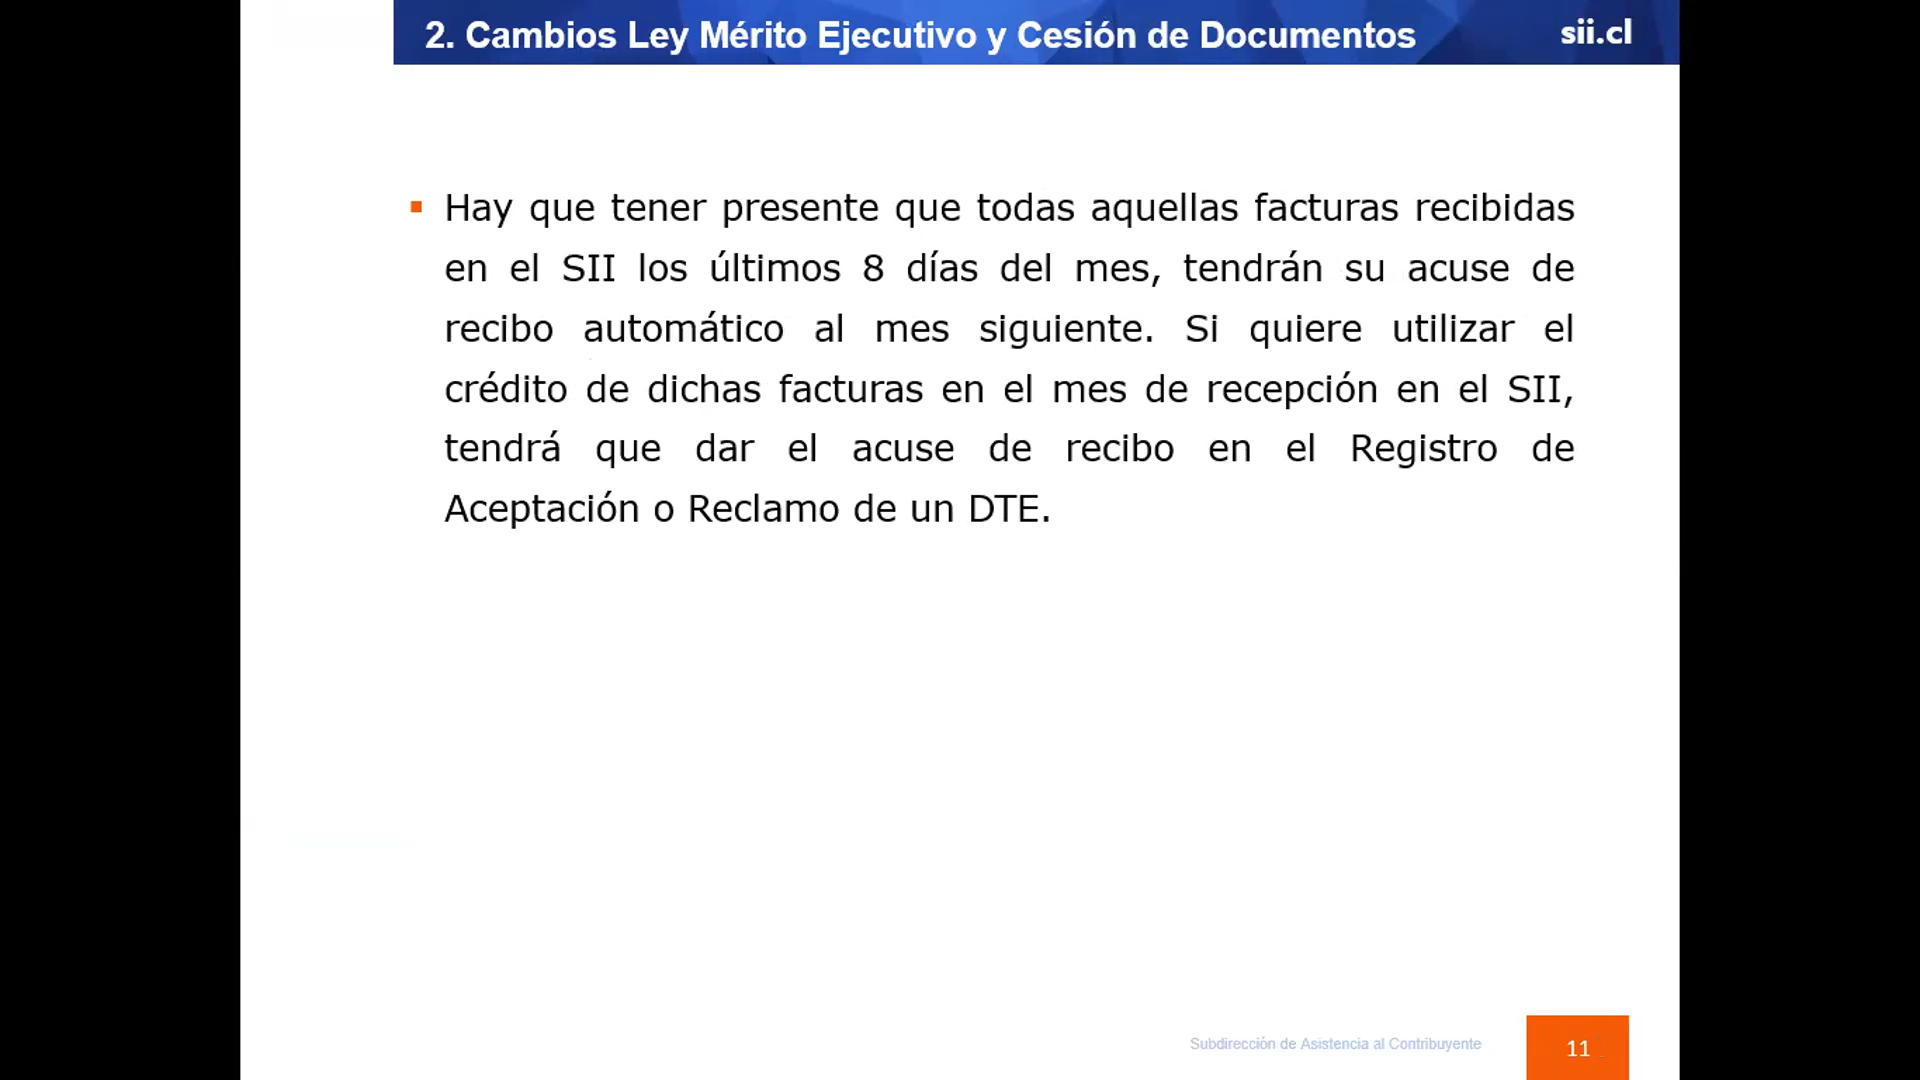 2. Cambios Ley Mérito Ejecutivo y Cesión de Documentos
sii.cl
Hay que tener presente que todas aquellas facturas recibidas
en el SII los últimos 8 días del mes, tendrán su acuse de
recibo automático al mes siguiente. Si quiere utilizar el
crédito de dichas facturas en el mes de recepción en el SII,
tendrá que dar el acuse de recibo en el Registro de
Aceptación o Reclamo de un DTE.
Subdirección de Asistencia al Contribuyente
11